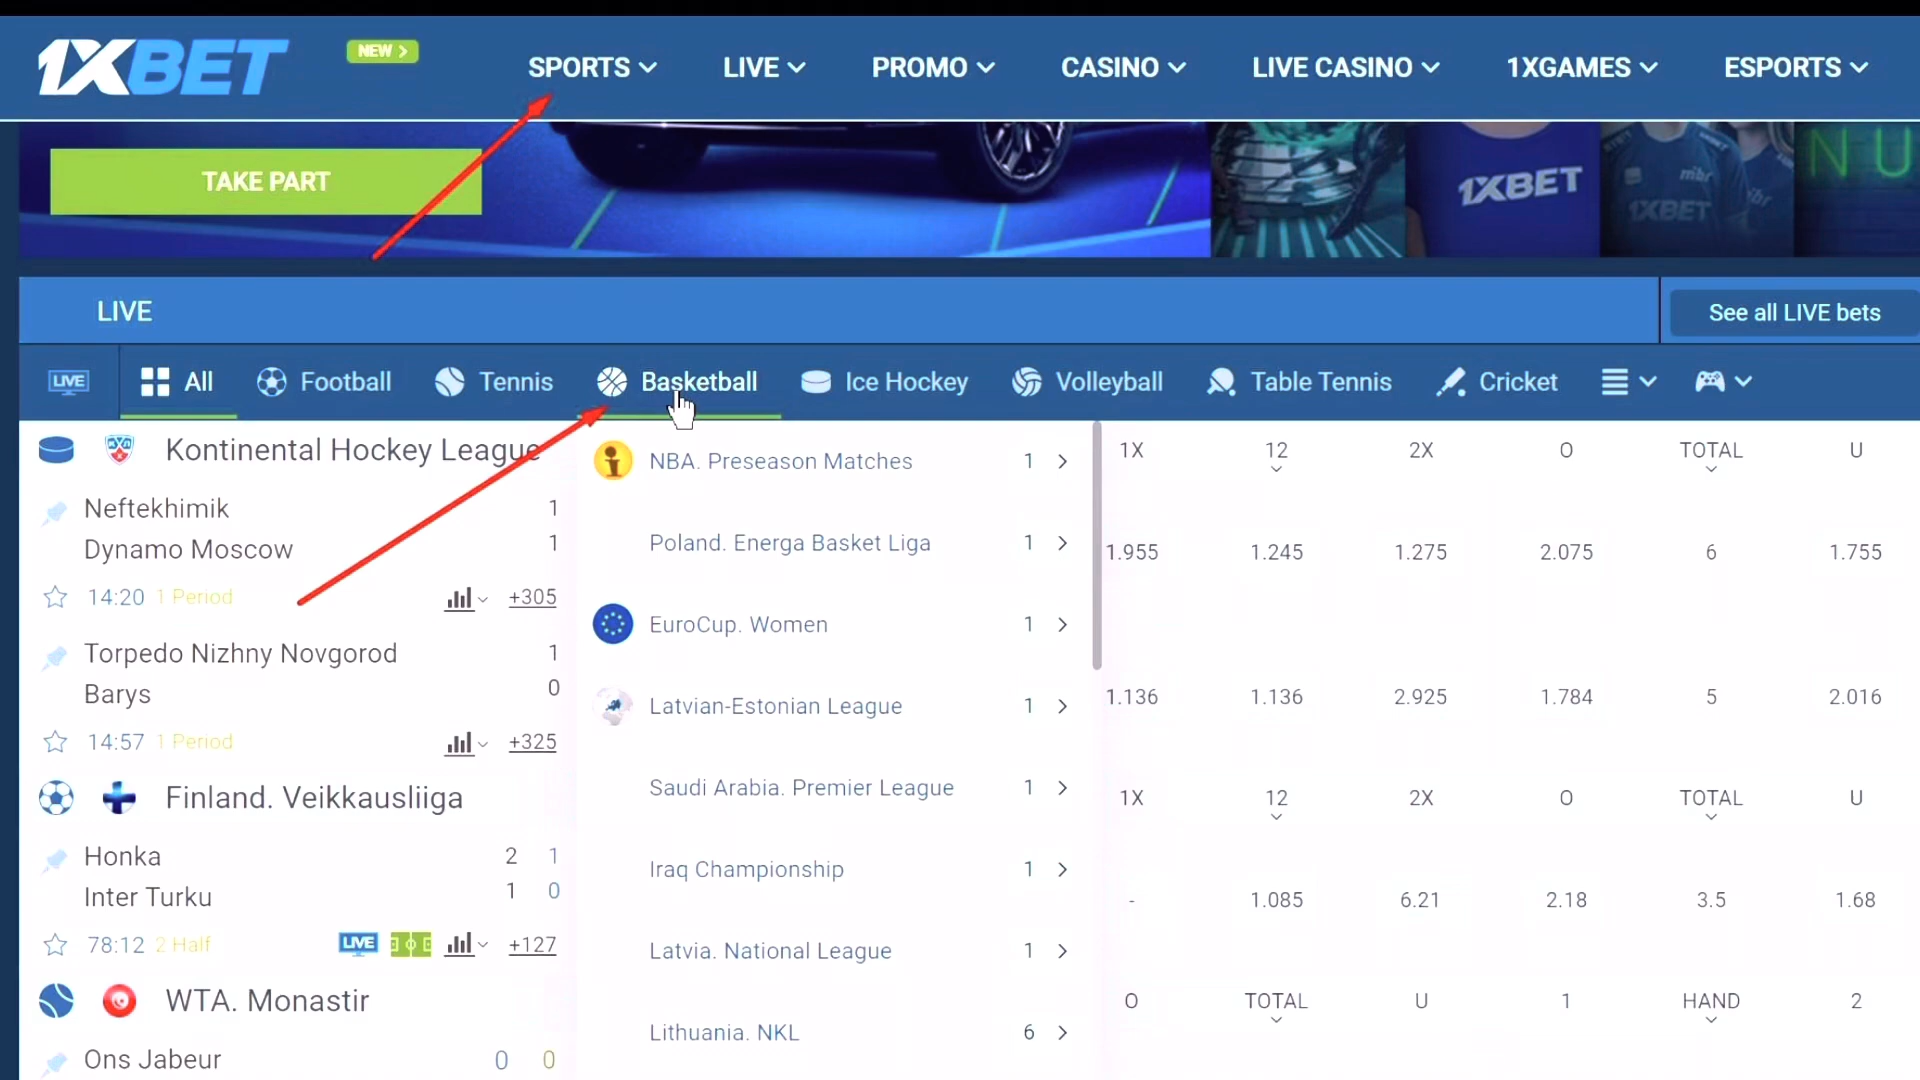 1XBET NEW > SPORTS LIVE PROMO CASINO LIVE CASINO 1XGAMES ESPORTS
TAKE PART
1XBET
mibr
1XBET
NU
LIVE See all LIVE bets
LIVE All Football Tennis Basketball Ice Hockey Volleyball Table Tennis Cricket
Kontinental Hockey League 1X 12 2X O TOTAL U
NBA. Preseason Matches 1
Neftekhimik 1
Dynamo Moscow 1
Poland. Energa Basket Liga 1
1.955 1.245 1.275 2.075 6 1.755
14:20 1 Period +305
EuroCup. Women 1
Torpedo Nizhny Novgorod 1
Barys 0
Latvian-Estonian League 1
1.136 1.136 2.925 1.784 5 2.016
14:57 1 Period +325
Saudi Arabia. Premier League 1
Finland. Veikkausliiga 1X 12 2X O TOTAL U
Honka 2 1
Iraq Championship 1
Inter Turku 1 0
- 1.085 6.21 2.18 3.5 1.68
78:12 2 Half LIVE +127
Latvia. National League 1
WTA. Monastir O TOTAL U 1 HAND 2
Lithuania. NKL 6
Ons Jabeur 0 0